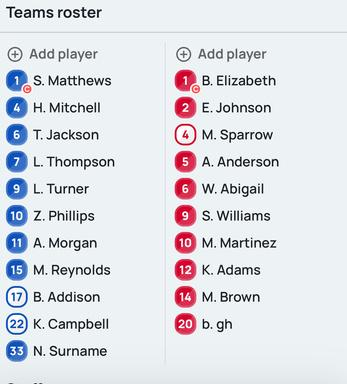 Teams roster
Add player
1 C S. Matthews
4 H. Mitchell
6 T. Jackson
7 L. Thompson
9 L. Turner
10 Z. Phillips
11 A. Morgan
15 M. Reynolds
17 B. Addison
22 K. Campbell
33 N. Surname
Add player
1 C B. Elizabeth
2 E. Johnson
4 M. Sparrow
5 A. Anderson
6 W. Abigail
9 S. Williams
10 M. Martinez
12 K. Adams
14 M. Brown
20 b. gh